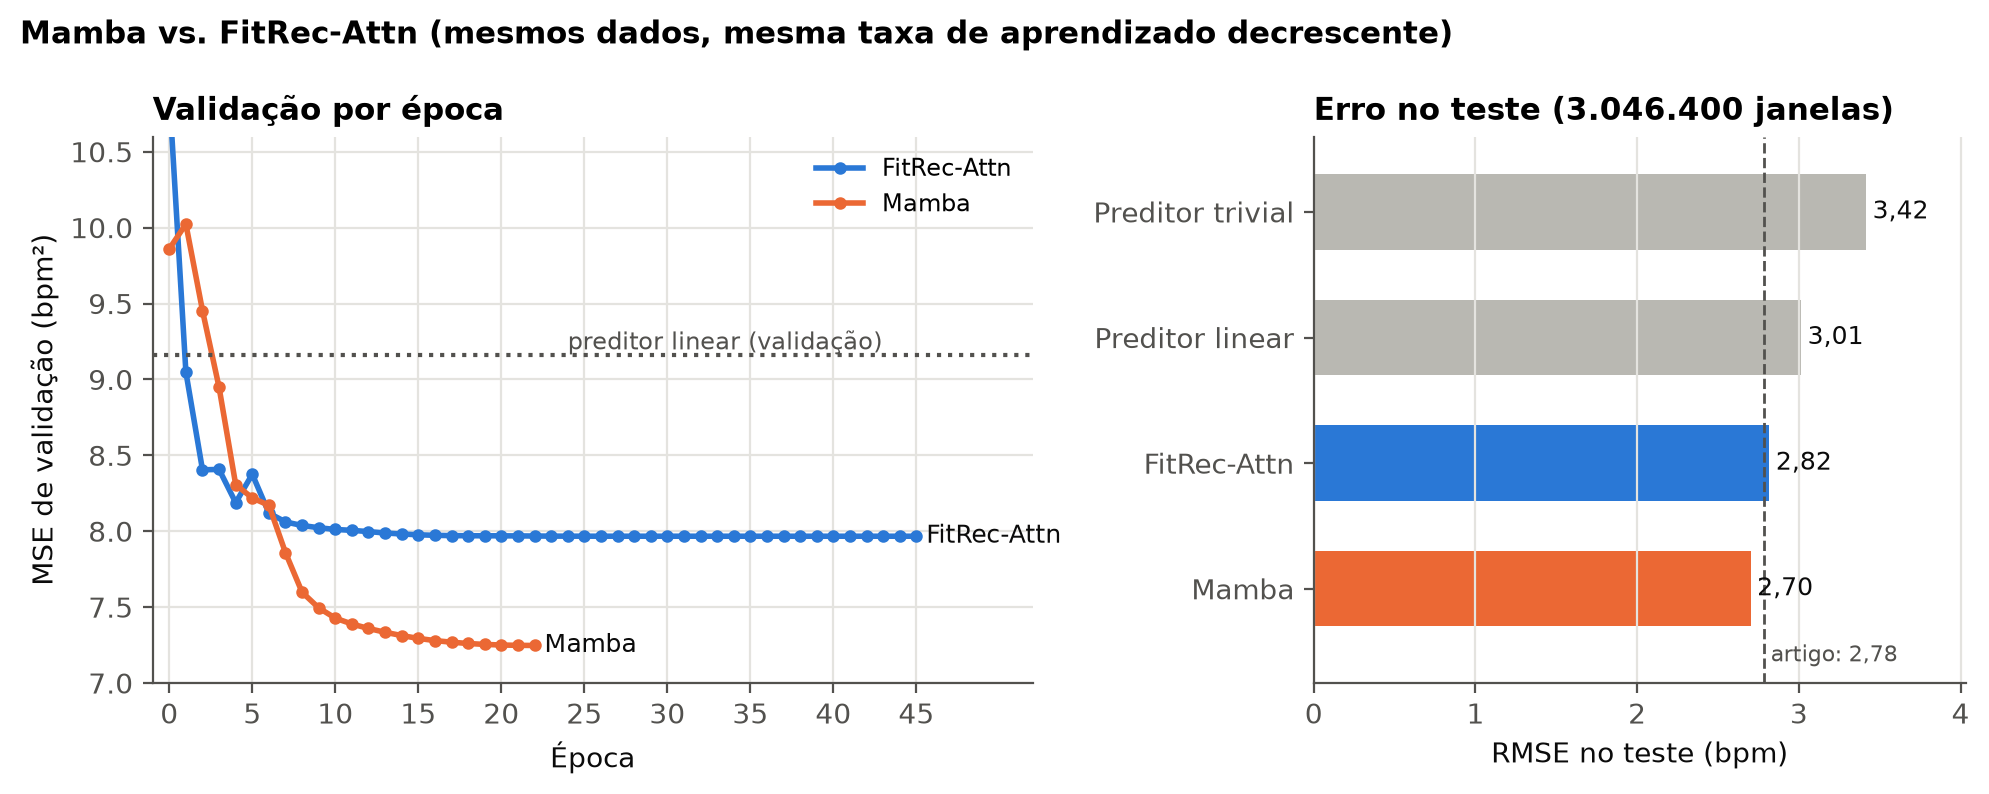 Mamba vs. FitRec-Attn (mesmos dados, mesma taxa de aprendizado decrescente)
Validação por época
10.5
10.0
9.5
9.0
8.5
8.0
7.5
7.0
MSE de validação (bpm²)
FitRec-Attn
Mamba
preditor linear (validação)
FitRec-Attn
Mamba
0 5 10 15 20 25 30 35 40 45
Época
Erro no teste (3.046.400 janelas)
Preditor trivial 3,42
Preditor linear 3,01
FitRec-Attn 2,82
Mamba 2,70
artigo: 2,78
0 1 2 3 4
RMSE no teste (bpm)